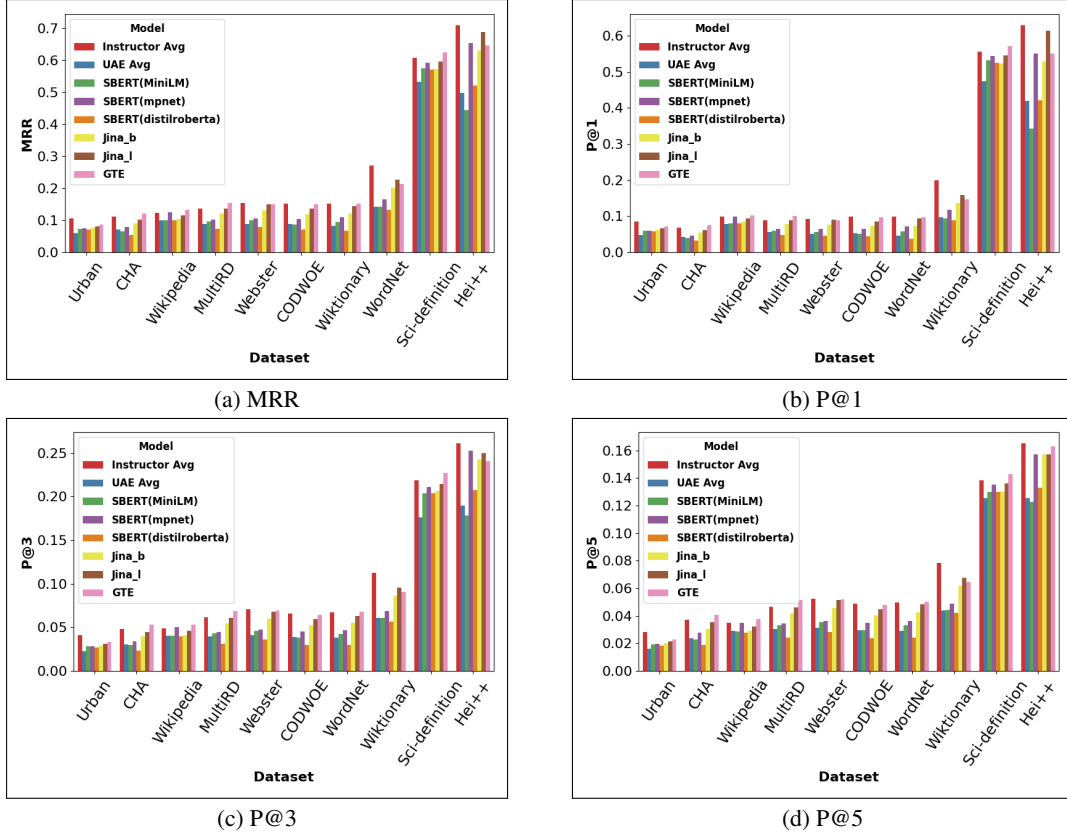 MRR
0.7
0.6
0.5
0.4
0.3
0.2
0.1
0.0
Model
Instructor Avg
UAE Avg
SBERT(MiniLM)
SBERT(mpnet)
SBERT(distilroberta)
Jina_b
Jina_l
GTE
Urban
CHA
Wikipedia
MultiRD
Webster
CODWOE
Wiktionary
WordNet
Sci-definition
Hei++
Dataset
(a) MRR
P@1
0.6
0.5
0.4
0.3
0.2
0.1
0.0
Model
Instructor Avg
UAE Avg
SBERT(MiniLM)
SBERT(mpnet)
SBERT(distilroberta)
Jina_b
Jina_l
GTE
Urban
CHA
Wikipedia
MultiRD
Webster
CODWOE
WordNet
Wiktionary
Sci-definition
Hei++
Dataset
(b) P@1
P@3
0.25
0.20
0.15
0.10
0.05
0.00
Model
Instructor Avg
UAE Avg
SBERT(MiniLM)
SBERT(mpnet)
SBERT(distilroberta)
Jina_b
Jina_l
GTE
Urban
CHA
Wikipedia
MultiRD
Webster
CODWOE
WordNet
Wiktionary
Sci-definition
Hei++
Dataset
(c) P@3
P@5
0.16
0.14
0.12
0.10
0.08
0.06
0.04
0.02
0.00
Model
Instructor Avg
UAE Avg
SBERT(MiniLM)
SBERT(mpnet)
SBERT(distilroberta)
Jina_b
Jina_l
GTE
Urban
CHA
Wikipedia
MultiRD
Webster
CODWOE
WordNet
Wiktionary
Sci-definition
Hei++
Dataset
(d) P@5